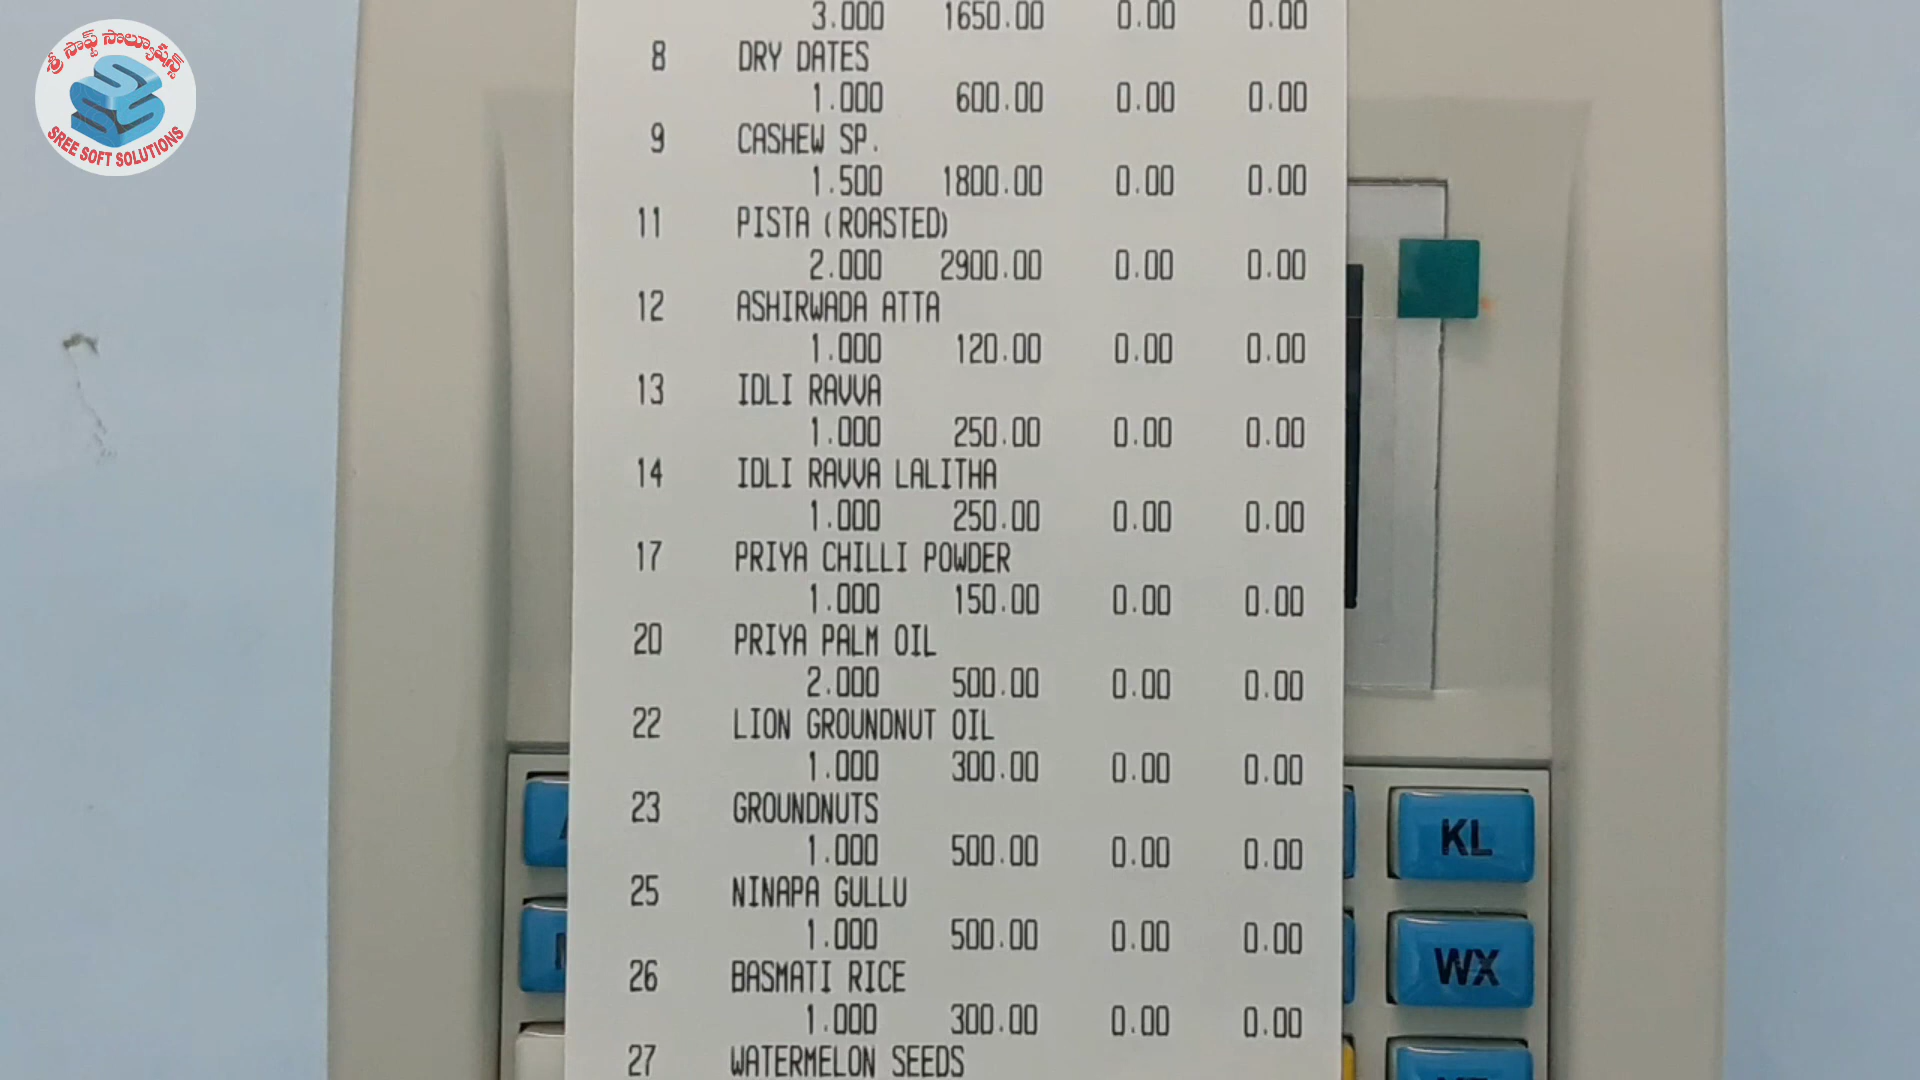 శ్రీ సాఫ్ట్ సొల్యూషన్స్
SREE SOFT SOLUTIONS
3.000 1650.00 0.00 0.00
8 DRY DATES
1.000 600.00 0.00 0.00
9 CASHEW SP.
1.500 1800.00 0.00 0.00
11 PISTA (ROASTED)
2.000 2900.00 0.00 0.00
12 ASHIRWADA ATTA
1.000 120.00 0.00 0.00
13 IDLI RAVVA
1.000 250.00 0.00 0.00
14 IDLI RAVVA LALITHA
1.000 250.00 0.00 0.00
17 PRIYA CHILLI POWDER
1.000 150.00 0.00 0.00
20 PRIYA PALM OIL
2.000 500.00 0.00 0.00
22 LION GROUNDNUT OIL
1.000 300.00 0.00 0.00
23 GROUNDNUTS
1.000 500.00 0.00 0.00
25 NINAPA GULLU
1.000 500.00 0.00 0.00
26 BASMATI RICE
1.000 300.00 0.00 0.00
27 WATERMELON SEEDS
KL
WX